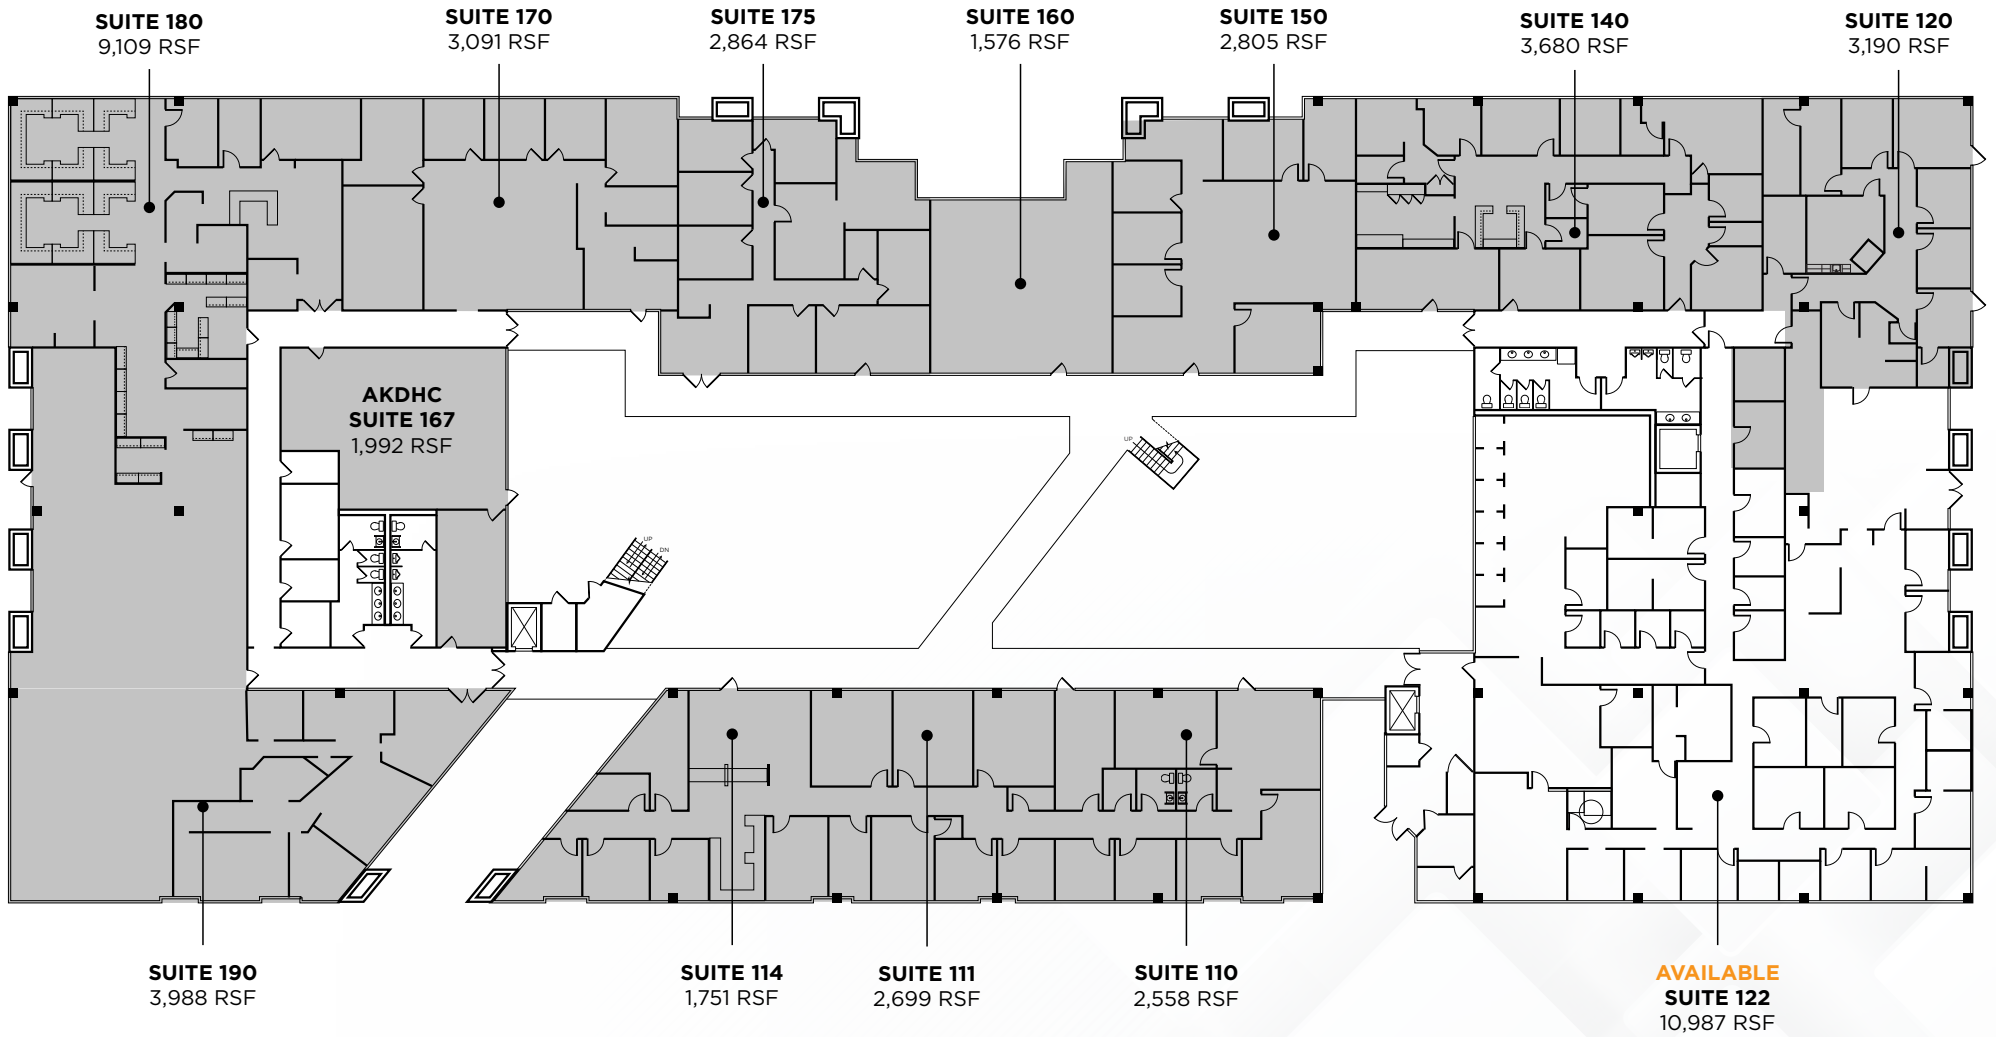 SUITE 180
9,109 RSF
SUITE 170
3,091 RSF
SUITE 175
2,864 RSF
SUITE 160
1,576 RSF
SUITE 150
2,805 RSF
SUITE 140
3,680 RSF
SUITE 120
3,190 RSF
AKDHC
SUITE 167
1,992 RSF
UP
UP
DN
SUITE 190
3,988 RSF
SUITE 114
1,751 RSF
SUITE 111
2,699 RSF
SUITE 110
2,558 RSF
AVAILABLE
SUITE 122
10,987 RSF